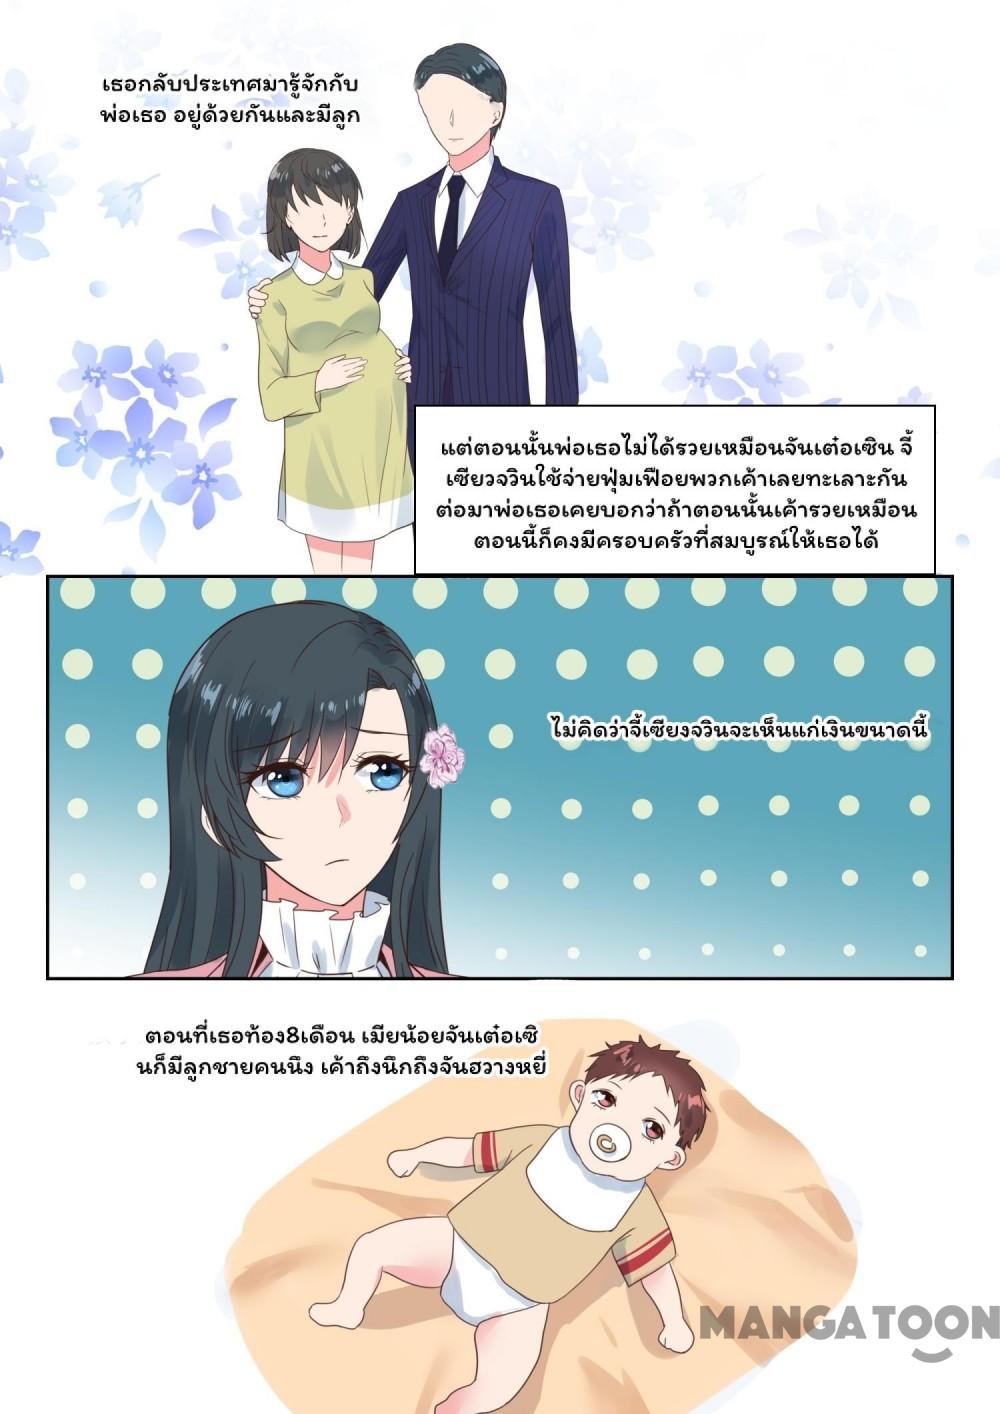 เธอกลับประเทศมารู้จักกับ
พ่อเธอ อยู่ด้วยกันและมีลูก
แต่ตอนนั้นพ่อเธอไม่ได้รวยเหมือนจันเต๋อเซิน จี้
เซียวจวินใช้จ่ายฟุ่มเฟือยพวกเค้าเลยทะเลาะกัน
ต่อมาพ่อเธอเคยบอกว่าถ้าตอนนั้นเค้ารวยเหมือน
ตอนนี้ก็คงมีครอบครัวที่สมบูรณ์ให้เธอได้
ไม่คิดว่าจี้เซียงจวินจะเห็นแก่เงินขนาดนี้
ตอนที่เธอท้อง8เดือน เมียน้อยจันเต๋อเซิ
นก็มีลูกชายคนนึง เค้าถึงนึกถึงจันฮวางหยี่
MANGATOON